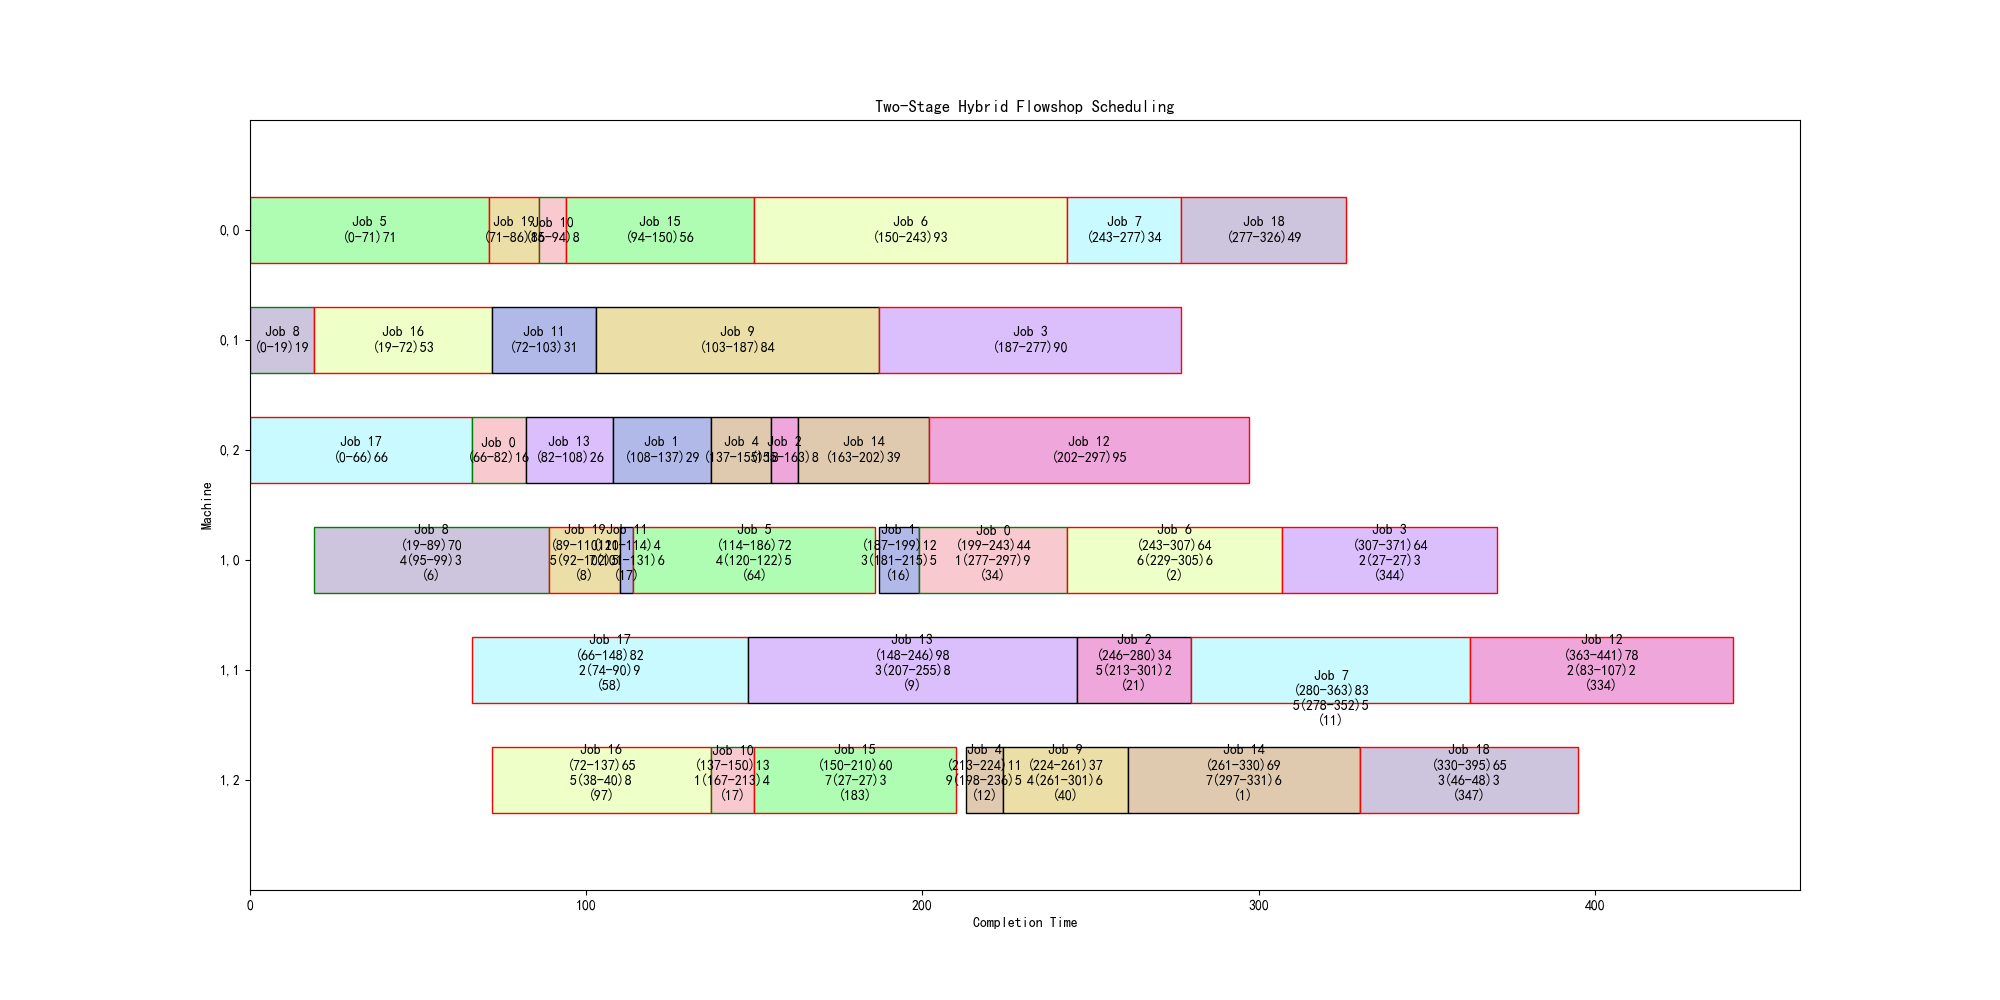 Two-Stage Hybrid Flowshop Scheduling
Machine
0,0
Job 5
(0-71)71
Job 19
(71-86)15
Job 10
(86-94)8
Job 15
(94-150)56
Job 6
(150-243)93
Job 7
(243-277)34
Job 18
(277-326)49
0,1
Job 8
(0-19)19
Job 16
(19-72)53
Job 11
(72-103)31
Job 9
(103-187)84
Job 3
(187-277)90
0,2
Job 17
(0-66)66
Job 0
(66-82)16
Job 13
(82-108)26
Job 1
(108-137)29
Job 4
(137-155)18
Job 2
(155-163)8
Job 14
(163-202)39
Job 12
(202-297)95
1,0
Job 8
(19-89)70
4(95-99)3
(6)
Job 19
(89-110)21
(8)
Job 11
(110-114)4
(17)
Job 5
(114-186)72
4(120-122)5
(64)
Job 1
(187-199)12
3(181-215)5
(16)
Job 0
(199-243)44
1(277-297)9
(34)
Job 6
(243-307)64
6(229-305)6
(2)
Job 3
(307-371)64
2(27-27)3
(344)
1,1
Job 17
(66-148)82
2(74-90)9
(58)
Job 13
(148-246)98
3(207-255)8
(9)
Job 2
(246-280)34
5(213-301)2
(21)
Job 7
(280-363)83
5(278-352)5
(11)
Job 12
(363-441)78
2(83-107)2
(334)
1,2
Job 16
(72-137)65
5(38-40)8
(97)
Job 10
(137-150)13
1(167-213)4
(17)
Job 15
(150-210)60
7(27-27)3
(183)
Job 4
(213-224)11
9(198-236)5
(12)
Job 9
(224-261)37
4(261-301)6
(40)
Job 14
(261-330)69
7(297-331)6
(1)
Job 18
(330-395)65
3(46-48)3
(347)
0
100
200
300
400
Completion Time